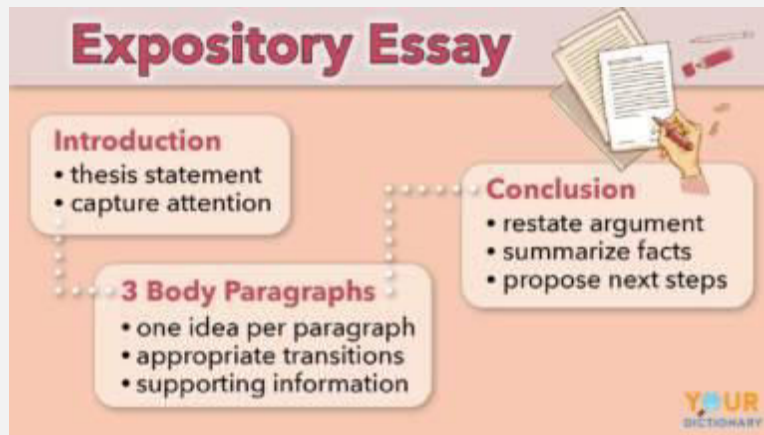 Expository Essay
Introduction
• thesis statement
• capture attention
3 Body Paragraphs
• one idea per paragraph
• appropriate transitions
• supporting information
Conclusion
• restate argument
• summarize facts
• propose next steps
YOUR
DICTIONARY